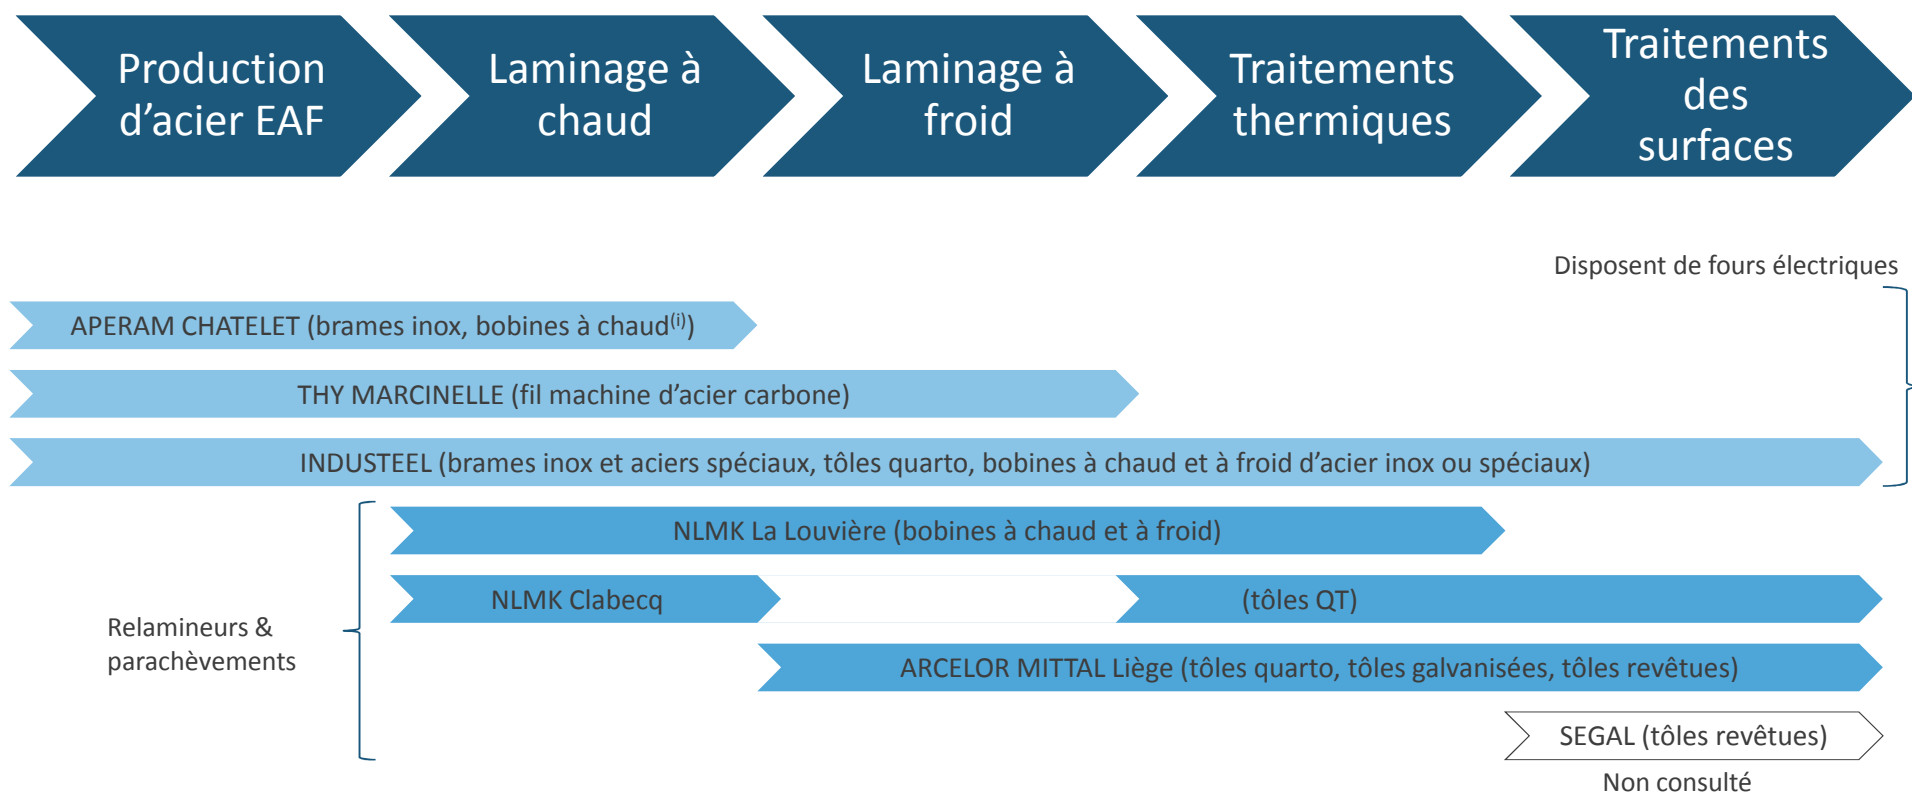 Production
d’acier EAF
Laminage à
chaud
Laminage à
froid
Traitements
thermiques
Traitements
des
surfaces
Disposent de fours électriques
APERAM CHATELET (brames inox, bobines à chaud(i))
THY MARCINELLE (fil machine d’acier carbone)
INDUSTEEL (brames inox et aciers spéciaux, tôles quarto, bobines à chaud et à froid d’acier inox ou spéciaux)
NLMK La Louvière (bobines à chaud et à froid)
NLMK Clabecq
(tôles QT)
Relamineurs &
parachèvements
ARCELOR MITTAL Liège (tôles quarto, tôles galvanisées, tôles revêtues)
SEGAL (tôles revêtues)
Non consulté